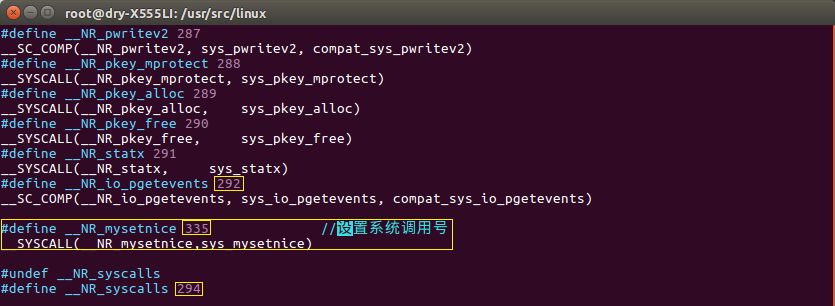 root@dry-X555LI: /usr/src/linux
#define __NR_pwritev2 287
__SC_COMP(__NR_pwritev2, sys_pwritev2, compat_sys_pwritev2)
#define __NR_pkey_mprotect 288
__SYSCALL(__NR_pkey_mprotect, sys_pkey_mprotect)
#define __NR_pkey_alloc 289
__SYSCALL(__NR_pkey_alloc,    sys_pkey_alloc)
#define __NR_pkey_free 290
__SYSCALL(__NR_pkey_free,     sys_pkey_free)
#define __NR_statx 291
__SYSCALL(__NR_statx,     sys_statx)
#define __NR_io_pgetevents 292
__SC_COMP(__NR_io_pgetevents, sys_io_pgetevents, compat_sys_io_pgetevents)
#define __NR_mysetnice 335 //设置系统调用号
__SYSCALL(__NR_mysetnice,sys_mysetnice)
#undef __NR_syscalls
#define __NR_syscalls 294